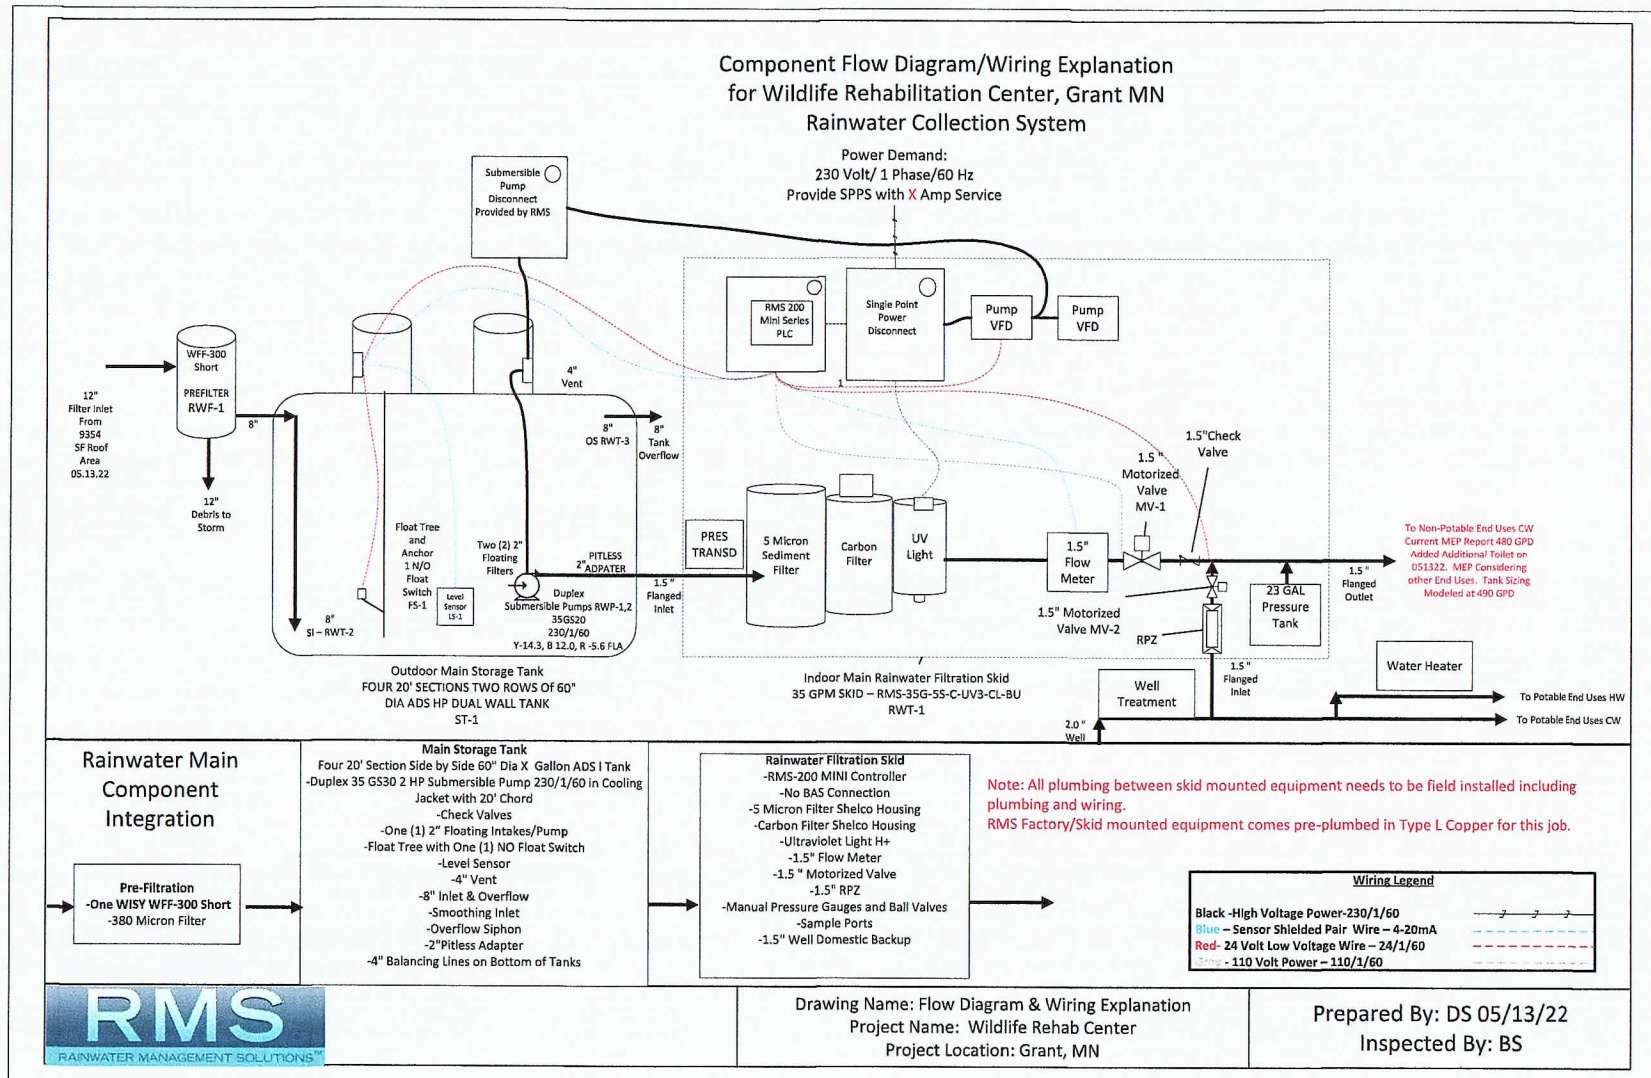 Component Flow Diagram/Wiring Explanation
for Wildlife Rehabilitation Center, Grant MN
Rainwater Collection System
Power Demand:
230 Volt/ 1 Phase/60 Hz
Provide SPPS with X Amp Service
Submersible
Pump
Disconnect
Provided by RMS
RMS 200
Mini Series
PLC
Single Point
Power
Disconnect
Pump
VFD
Pump
VFD
1
WFF-300
Short
PREFILTER
RWF-1
12"
Filter Inlet
From
9354
SF Roof
Area
05.13.22
8"
12"
Debris to
Storm
4"
Vent
8"
OS RWT-3
8"
Tank
Overflow
Float Tree
and
Anchor
1 N/O
Float
Switch
FS-1
Level
Sensor
LS-1
8"
SI – RWT-2
Two (2) 2"
Floating
Filters
PITLESS
2" ADPATER
Duplex
Submersible Pumps RWP-1,2
35GS20
230/1/60
Y-14.3, B 12.0, R -5.6 FLA
1.5 "
Flanged
Inlet
PRES
TRANSD
5 Micron
Sediment
Filter
Carbon
Filter
UV
Light
1.5"
Flow
Meter
1.5 "
Motorized
Valve
MV-1
1.5"Check
Valve
1.5" Motorized
Valve MV-2
RPZ
23 GAL
Pressure
Tank
1.5 "
Flanged
Outlet
To Non-Potable End Uses CW
Current MEP Report 480 GPD
Added Additional Toilet on
051322. MEP Considering
other End Uses. Tank Sizing
Modeled at 490 GPD
Outdoor Main Storage Tank
FOUR 20' SECTIONS TWO ROWS Of 60"
DIA ADS HP DUAL WALL TANK
ST-1
Indoor Main Rainwater Filtration Skid
35 GPM SKID – RMS-35G-5S-C-UV3-CL-BU
RWT-1
1.5 "
Flanged
Inlet
Well
Treatment
2.0 "
Well
Water Heater
To Potable End Uses HW
To Potable End Uses CW
Rainwater Main
Component
Integration
Pre-Filtration
-One WISY WFF-300 Short
-380 Micron Filter
Main Storage Tank
Four 20' Section Side by Side 60" Dia X Gallon ADS I Tank
-Duplex 35 GS30 2 HP Submersible Pump 230/1/60 in Cooling
Jacket with 20' Chord
-Check Valves
-One (1) 2" Floating Intakes/Pump
-Float Tree with One (1) NO Float Switch
-Level Sensor
-4" Vent
-8" Inlet & Overflow
-Smoothing Inlet
-Overflow Siphon
-2"Pitless Adapter
-4" Balancing Lines on Bottom of Tanks
Rainwater Filtration Skid
-RMS-200 MINI Controller
-No BAS Connection
-5 Micron Filter Shelco Housing
-Carbon Filter Shelco Housing
-Ultraviolet Light H+
-1.5" Flow Meter
-1.5 " Motorized Valve
-1.5" RPZ
-Manual Pressure Gauges and Ball Valves
-Sample Ports
-1.5" Well Domestic Backup
Note: All plumbing between skid mounted equipment needs to be field installed including
plumbing and wiring.
RMS Factory/Skid mounted equipment comes pre-plumbed in Type L Copper for this job.
Wiring Legend
Black -High Voltage Power-230/1/60
Blue – Sensor Shielded Pair Wire – 4-20mA
Red- 24 Volt Low Voltage Wire – 24/1/60
Grey - 110 Volt Power – 110/1/60
RMS
RAINWATER MANAGEMENT SOLUTIONS™
Drawing Name: Flow Diagram & Wiring Explanation
Project Name: Wildlife Rehab Center
Project Location: Grant, MN
Prepared By: DS 05/13/22
Inspected By: BS